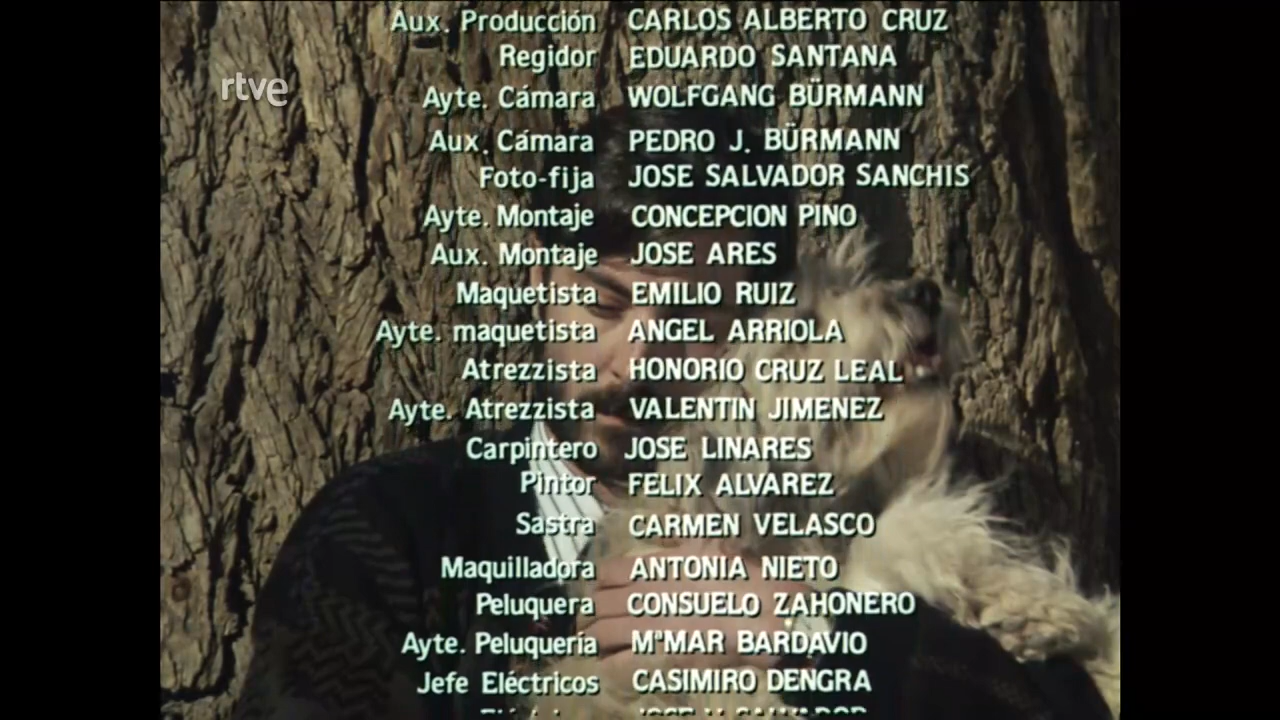 Aux. Producción CARLOS ALBERTO CRUZ
Regidor EDUARDO SANTANA
rtve
Ayte. Cámara WOLFGANG BÜRMANN
Aux. Cámara PEDRO J. BÜRMANN
Foto-fija JOSE SALVADOR SANCHIS
Ayte. Montaje CONCEPCION PINO
Aux. Montaje JOSE ARES
Maquetista EMILIO RUIZ
Ayte. maquetista ANGEL ARRIOLA
Atrezzista HONORIO CRUZ LEAL
Ayte. Atrezzista VALENTIN JIMENEZ
Carpintero JOSE LINARES
Pintor FELIX ALVAREZ
Sastra CARMEN VELASCO
Maquilladora ANTONIA NIETO
Peluquera CONSUELO ZAHONERO
Ayte. Peluquería MªMAR BARDAVIO
Jefe Eléctricos CASIMIRO DENGRA